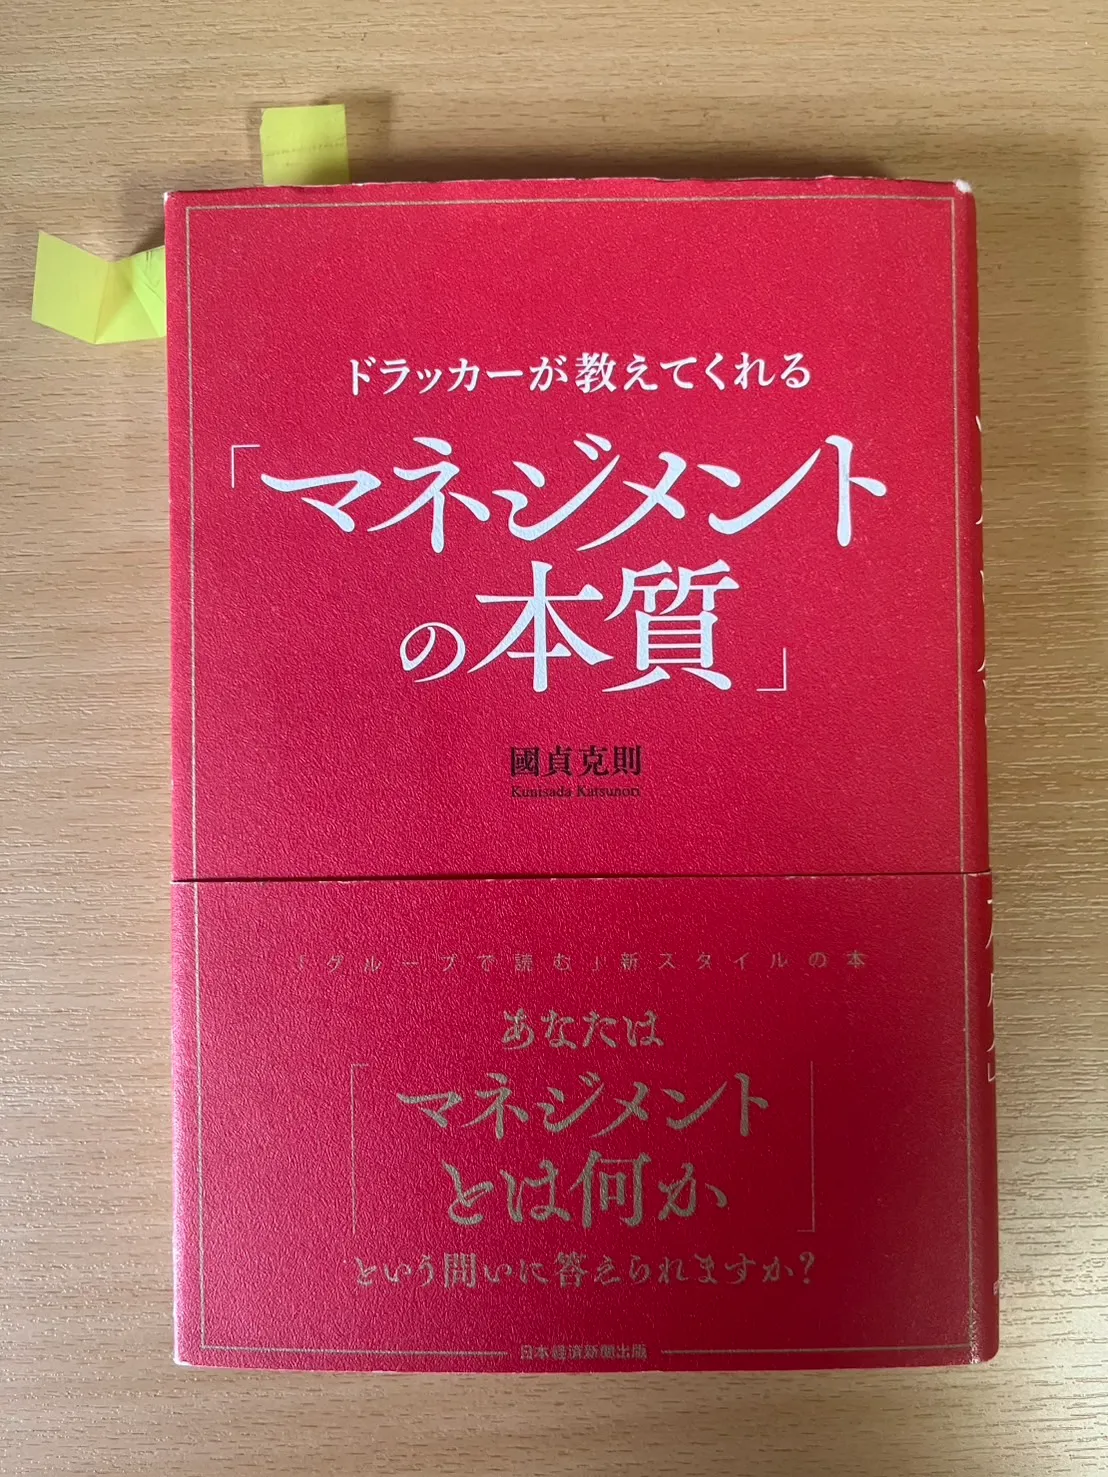 ドラッカーが教えてくれる
「マネジメント
の本質」
國貞克則
Kunisada Katsunori
「グループで読む」新スタイルの本
あなたは
「マネジメント
とは何か」
という問いに答えられますか?
日本経済新聞出版